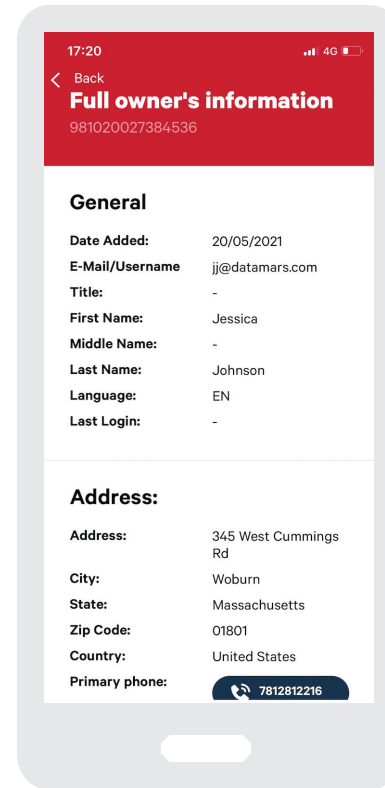 17:20 4G
Back
Full owner's information
981020027384536
General
Date Added: 20/05/2021
E-Mail/Username jj@datamars.com
Title: -
First Name: Jessica
Middle Name: -
Last Name: Johnson
Language: EN
Last Login: -
Address:
Address: 345 West Cummings
Rd
City: Woburn
State: Massachusetts
Zip Code: 01801
Country: United States
Primary phone: 7812812216